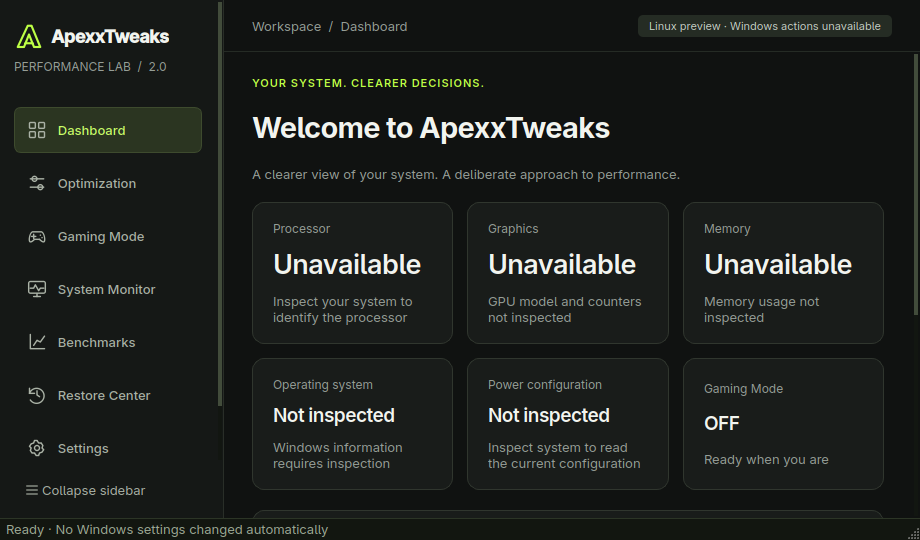 ApexxTweaks
PERFORMANCE LAB / 2.0
Dashboard
Optimization
Gaming Mode
System Monitor
Benchmarks
Restore Center
Settings
Collapse sidebar
Workspace / Dashboard
Linux preview · Windows actions unavailable
YOUR SYSTEM. CLEARER DECISIONS.
Welcome to ApexxTweaks
A clearer view of your system. A deliberate approach to performance.
Processor
Unavailable
Inspect your system to
identify the processor
Graphics
Unavailable
GPU model and counters
not inspected
Memory
Unavailable
Memory usage not
inspected
Operating system
Not inspected
Windows information
requires inspection
Power configuration
Not inspected
Inspect system to read
the current configuration
Gaming Mode
OFF
Ready when you are
Ready · No Windows settings changed automatically